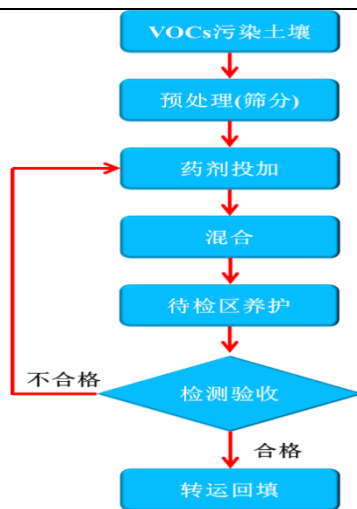 VOCs污染土壤
预处理(筛分)
药剂投加
混合
待检区养护
不合格
检测验收
合格
转运回填